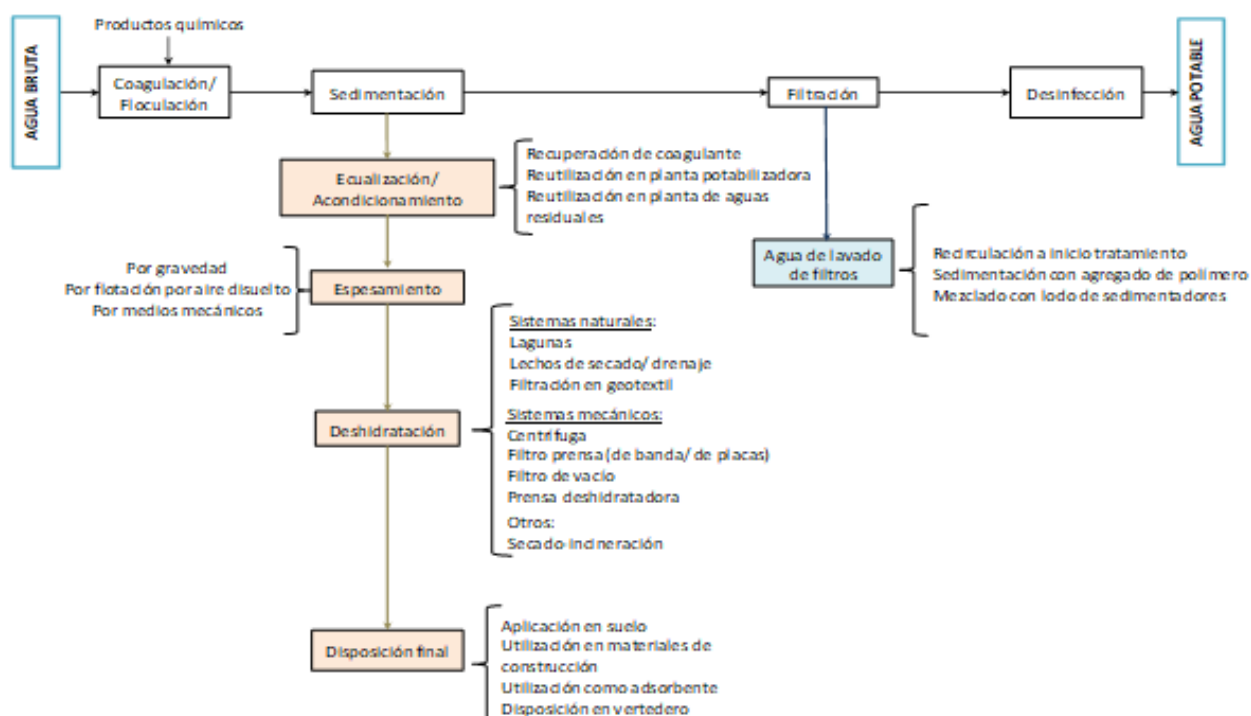 Productos químicos
AGUA BRUTA
Coagulación/
Floculación
Sedimentación
Filtración
Desinfección
AGUA POTABLE
Ecualización/
Acondicionamiento
Recuperación de coagulante
Reutilización en planta potabilizadora
Reutilización en planta de aguas
residuales
Agua de lavado
de filtros
Recirculación a inicio tratamiento
Sedimentación con agregado de polímero
Mezclado con lodo de sedimentadores
Por gravedad
Por flotación por aire disuelto
Por medios mecánicos
Espesamiento
Sistemas naturales:
Lagunas
Lechos de secado/ drenaje
Filtración en geotextil
Deshidratación
Sistemas mecánicos:
Centrífuga
Filtro prensa (de banda/ de placas)
Filtro de vacío
Prensa deshidratadora
Otros:
Secado-incineración
Disposición final
Aplicación en suelo
Utilización en materiales de
construcción
Utilización como adsorbente
Disposición en vertedero